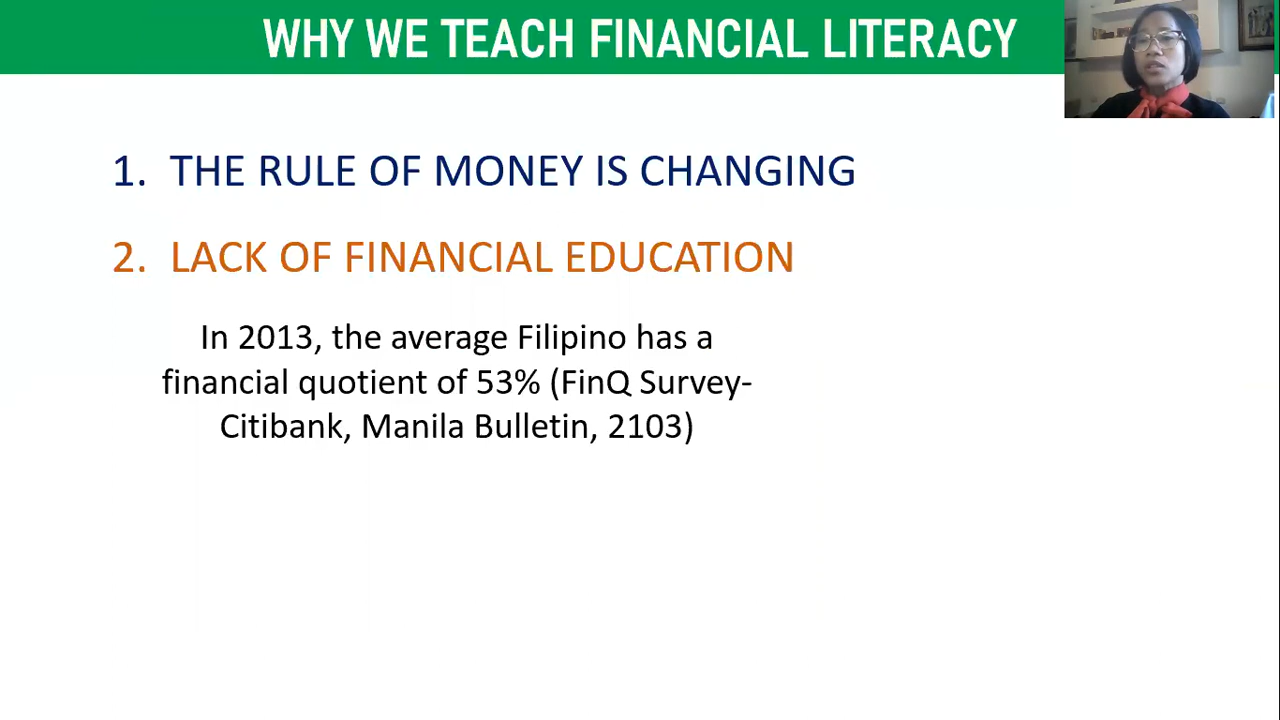 WHY WE TEACH FINANCIAL LITERACY
1. THE RULE OF MONEY IS CHANGING
2. LACK OF FINANCIAL EDUCATION
In 2013, the average Filipino has a
financial quotient of 53% (FinQ Survey-
Citibank, Manila Bulletin, 2103)